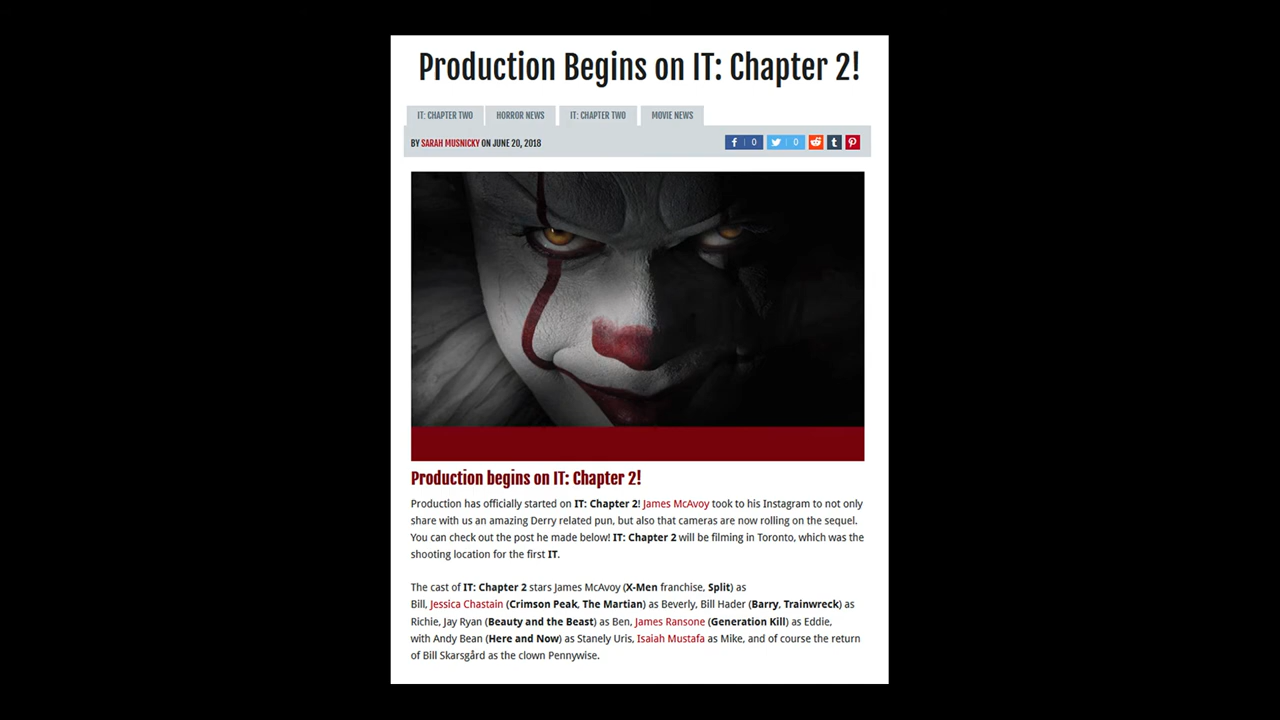 Production Begins on IT: Chapter 2!
IT: CHAPTER TWO HORROR NEWS IT: CHAPTER TWO MOVIE NEWS
BY SARAH MUSNICKY ON JUNE 20, 2018 0 0
Production begins on IT: Chapter 2!
Production has officially started on IT: Chapter 2! James McAvoy took to his Instagram to not only
share with us an amazing Derry related pun, but also that cameras are now rolling on the sequel.
You can check out the post he made below! IT: Chapter 2 will be filming in Toronto, which was the
shooting location for the first IT.
The cast of IT: Chapter 2 stars James McAvoy (X-Men franchise, Split) as
Bill, Jessica Chastain (Crimson Peak, The Martian) as Beverly, Bill Hader (Barry, Trainwreck) as
Richie, Jay Ryan (Beauty and the Beast) as Ben, James Ransone (Generation Kill) as Eddie,
with Andy Bean (Here and Now) as Stanely Uris, Isaiah Mustafa as Mike, and of course the return
of Bill Skarsgård as the clown Pennywise.